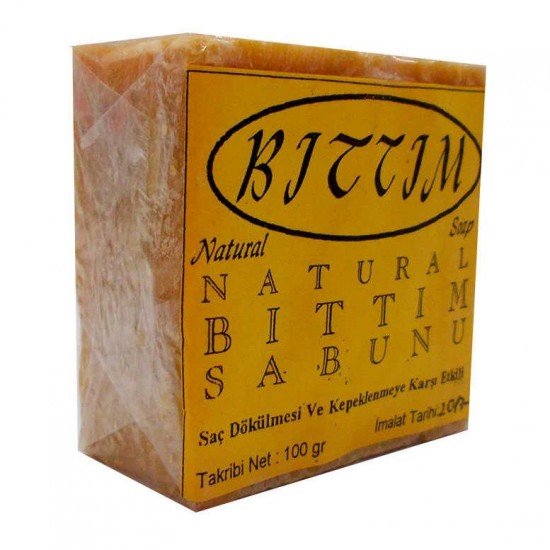 BITTIM
Natural Soap
NATURAL
BITTIM
SABUNU
Saç Dökülmesi Ve Kepeklenmeye Karşı Etkili
İmalat Tarihi:
Takribi Net : 100 gr